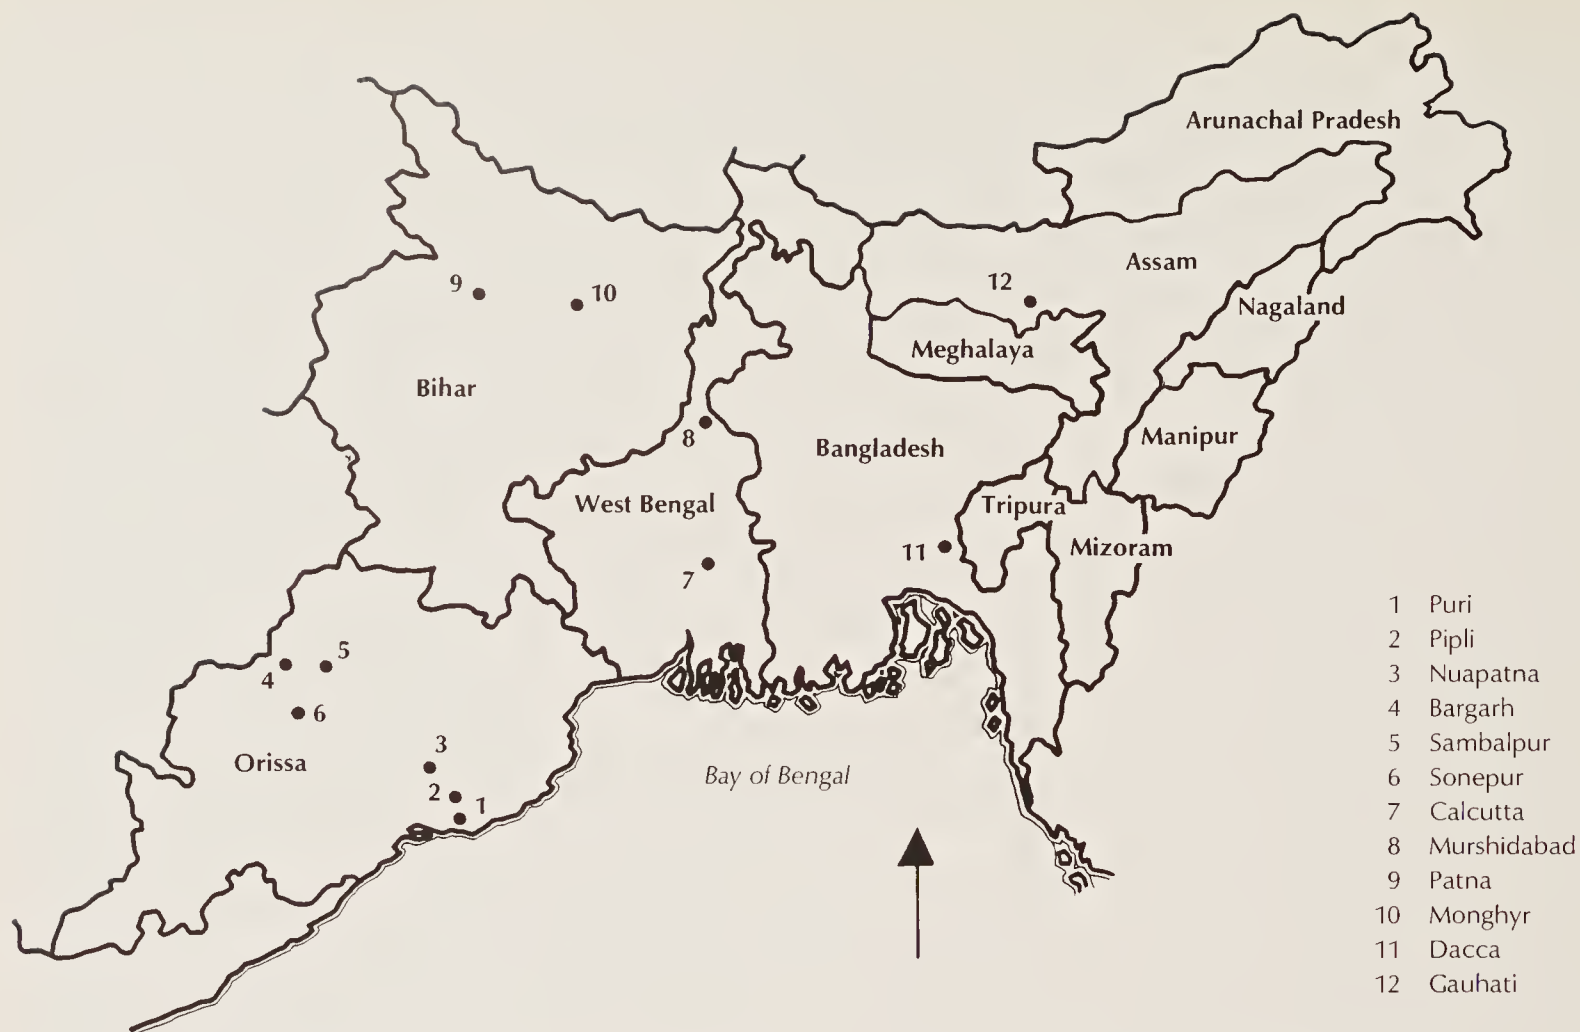 Arunachal Pradesh
Assam
12
9
10
Nagaland
Meghalaya
Bihar
8
Manipur
Bangladesh
West Bengal
Tripura
11
Mizoram
7
1 Puri
2 Pipli
3 Nuapatna
4 Bargarh
5 Sambalpur
6 Sonepur
7 Calcutta
8 Murshidabad
9 Patna
10 Monghyr
11 Dacca
12 Gauhati
5
4
6
3
Orissa
Bay of Bengal
2
1